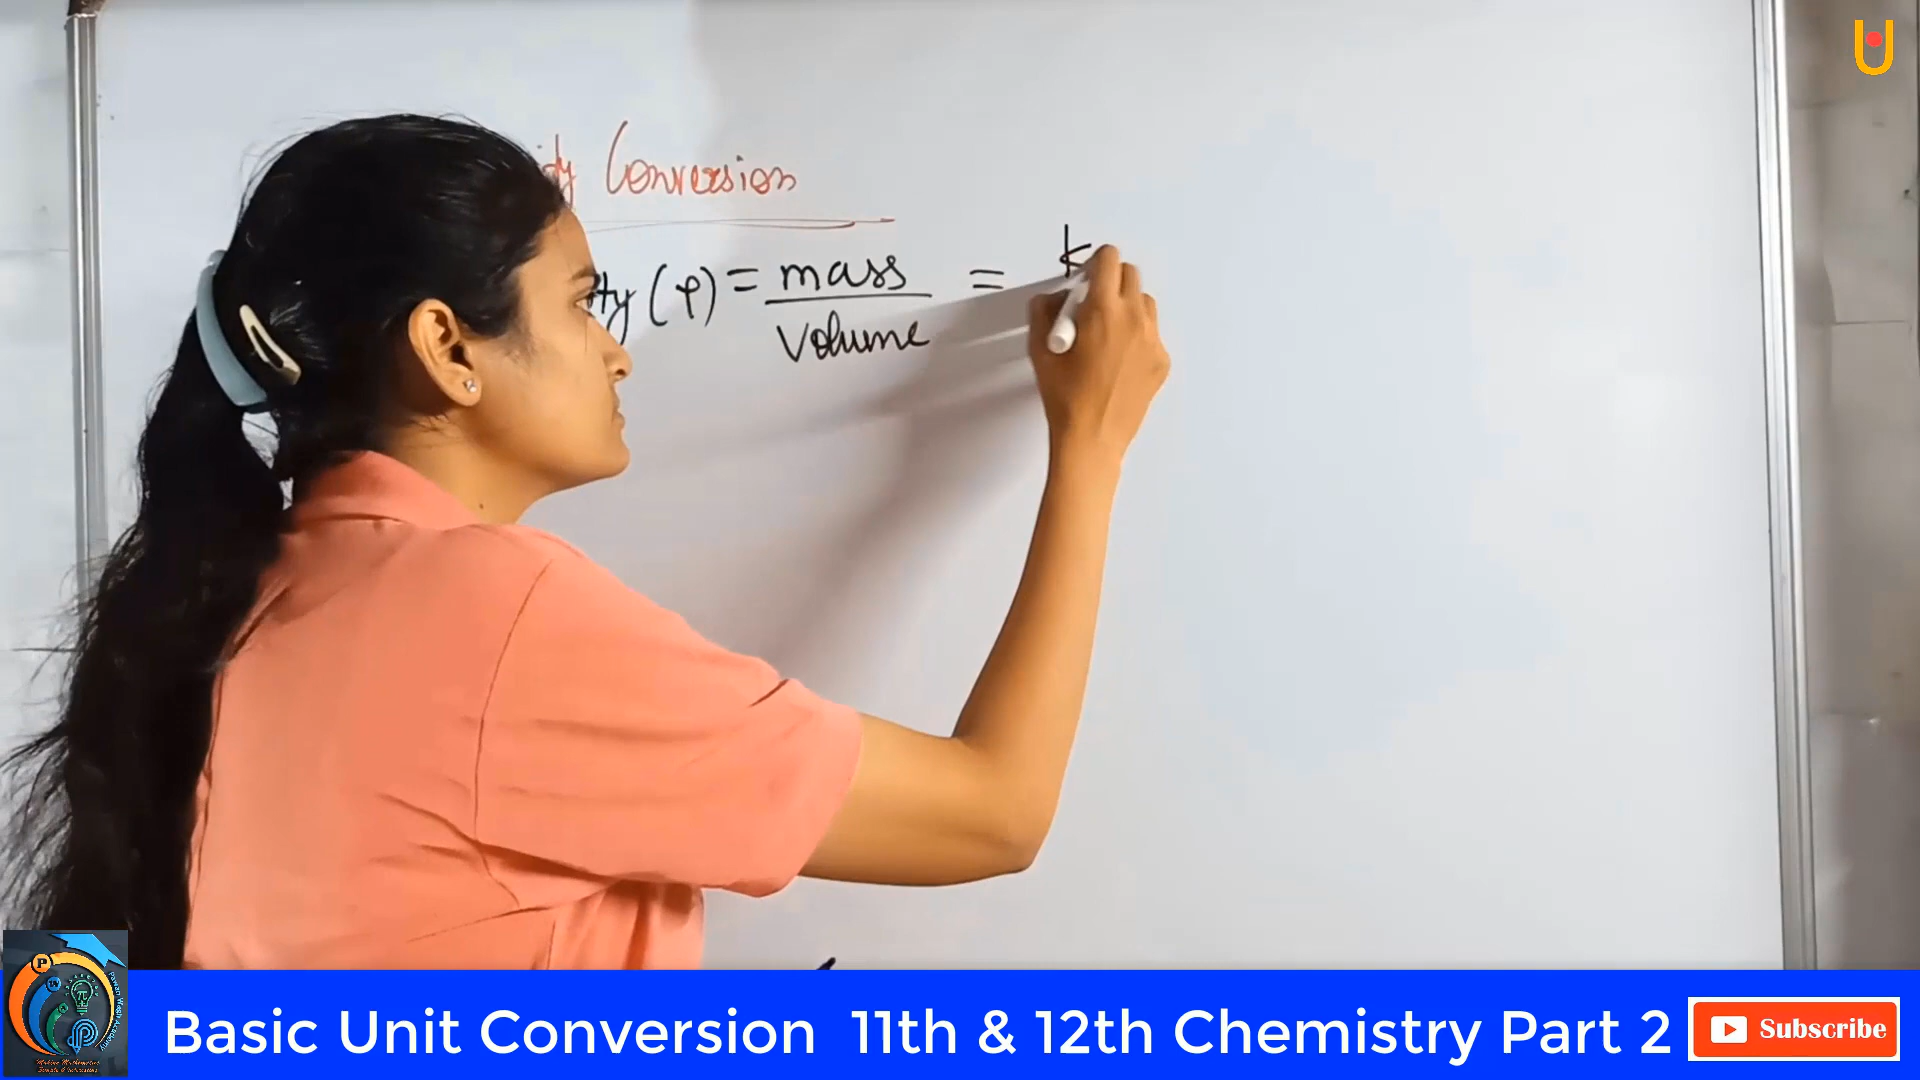 Conversion
(φ) = mass = k
volume
Basic Unit Conversion 11th & 12th Chemistry Part 2
Subscribe